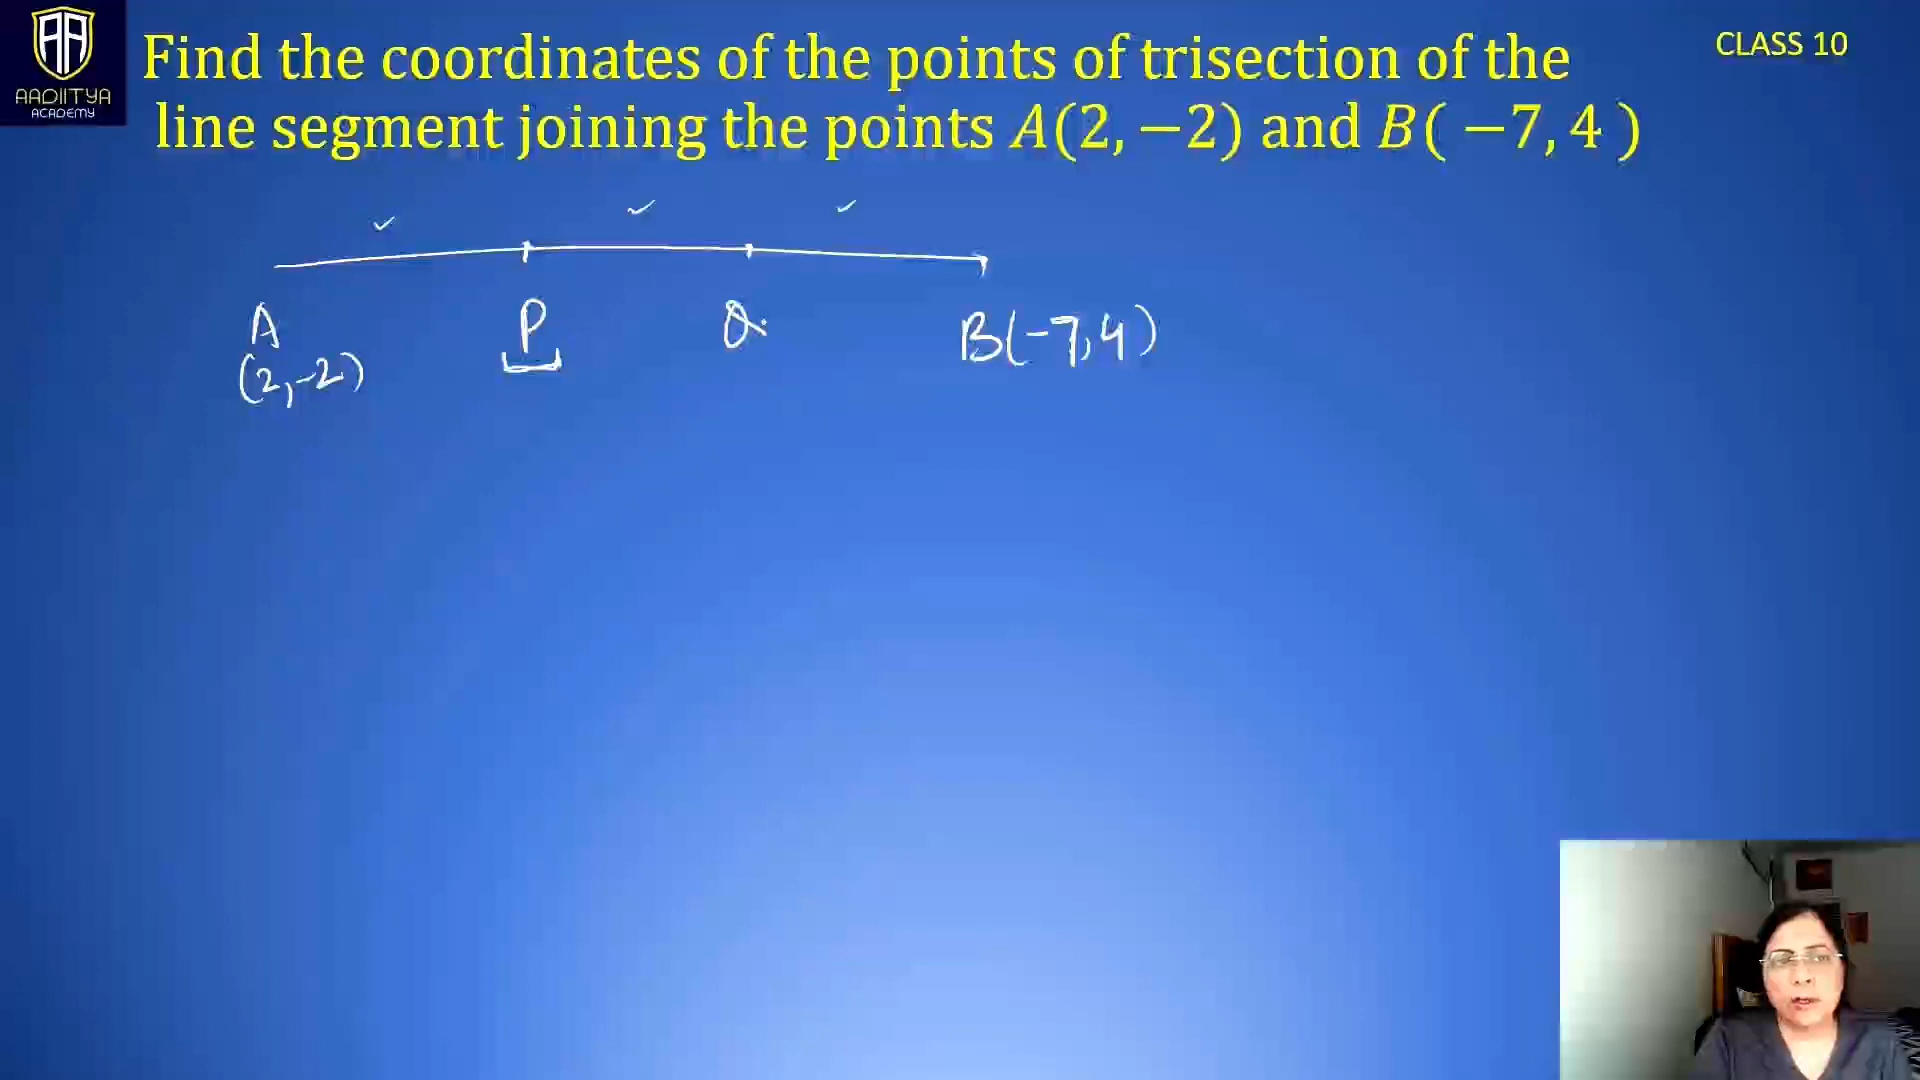 AADIITYA
ACADEMY
Find the coordinates of the points of trisection of the
line segment joining the points A(2, −2) and B( −7, 4 )
CLASS 10
A P Q B(-7,4)
(2,-2)